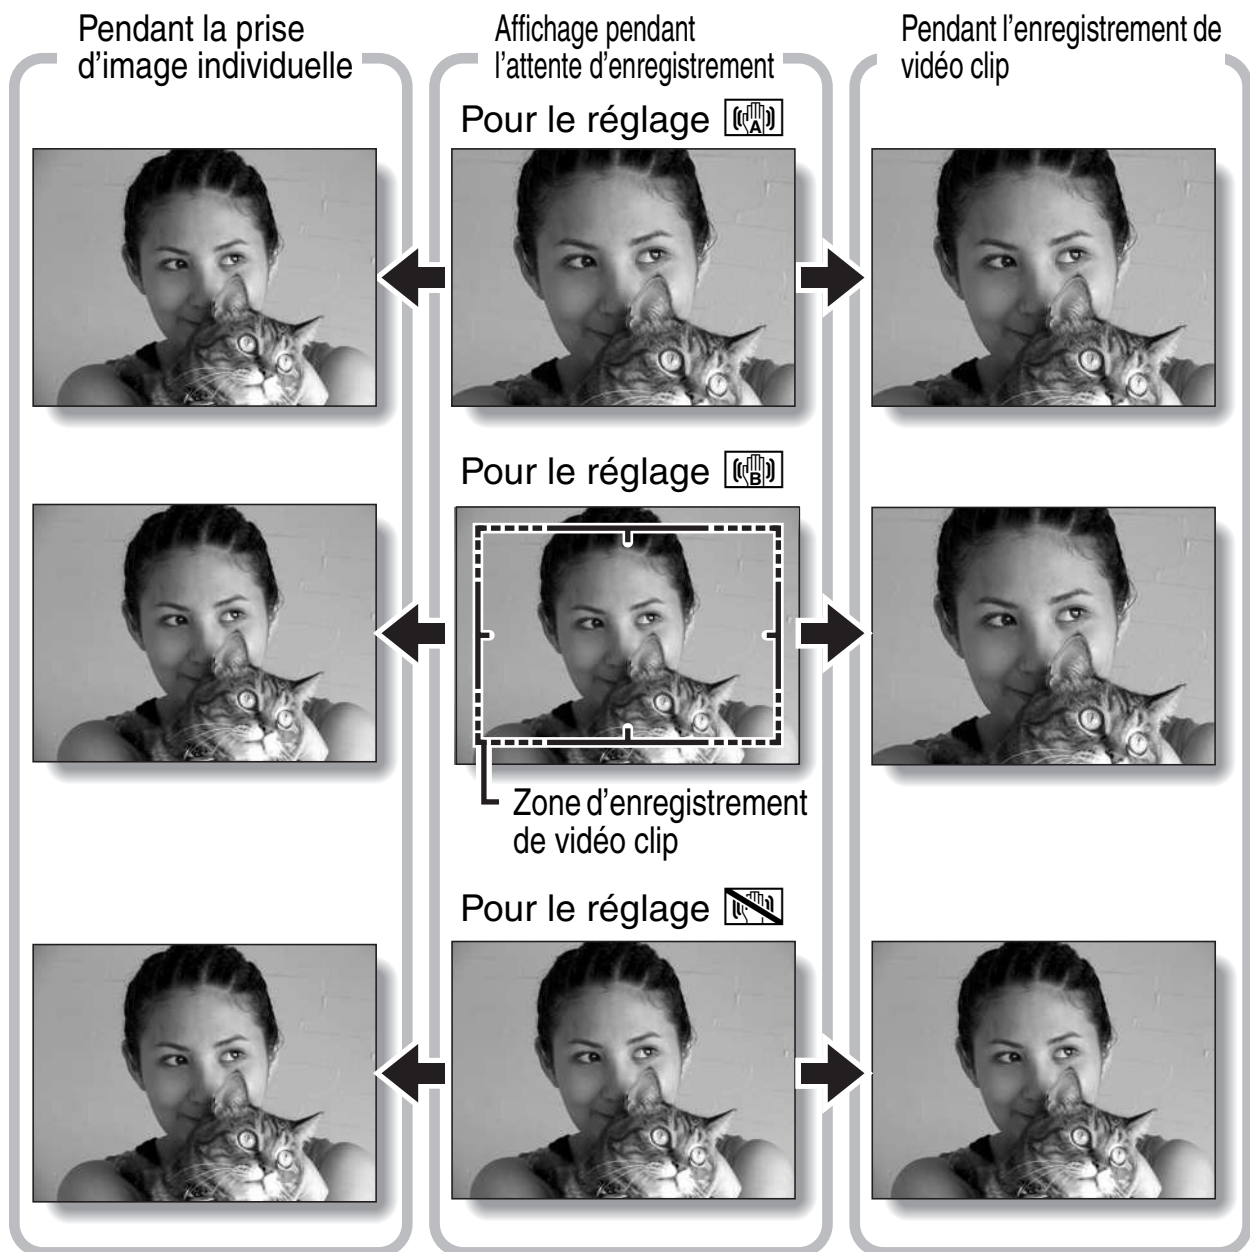 Pendant la prise
d'image individuelle
Affichage pendant
l'attente d'enregistrement
Pendant l'enregistrement de
vidéo clip
Pour le réglage A
Pour le réglage B
Zone d'enregistrement
de vidéo clip
Pour le réglage